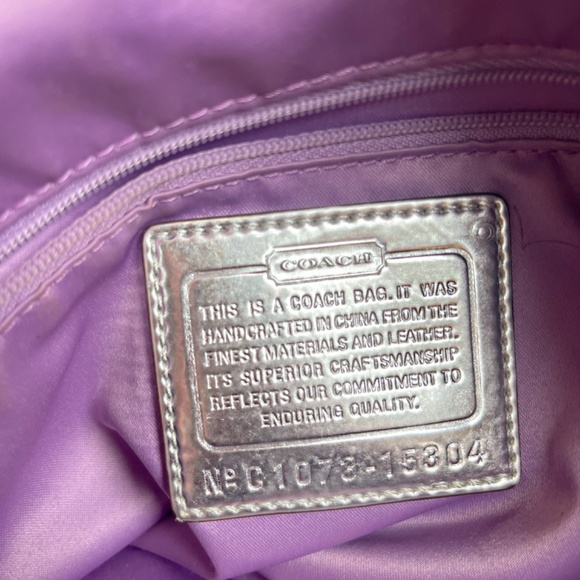 COACH
THIS IS A COACH BAG. IT WAS
HANDCRAFTED IN CHINA FROM THE
FINEST MATERIALS AND LEATHER.
IT'S SUPERIOR CRAFTSMANSHIP
REFLECTS OUR COMMITMENT TO
ENDURING QUALITY.
Nº C1073-15304